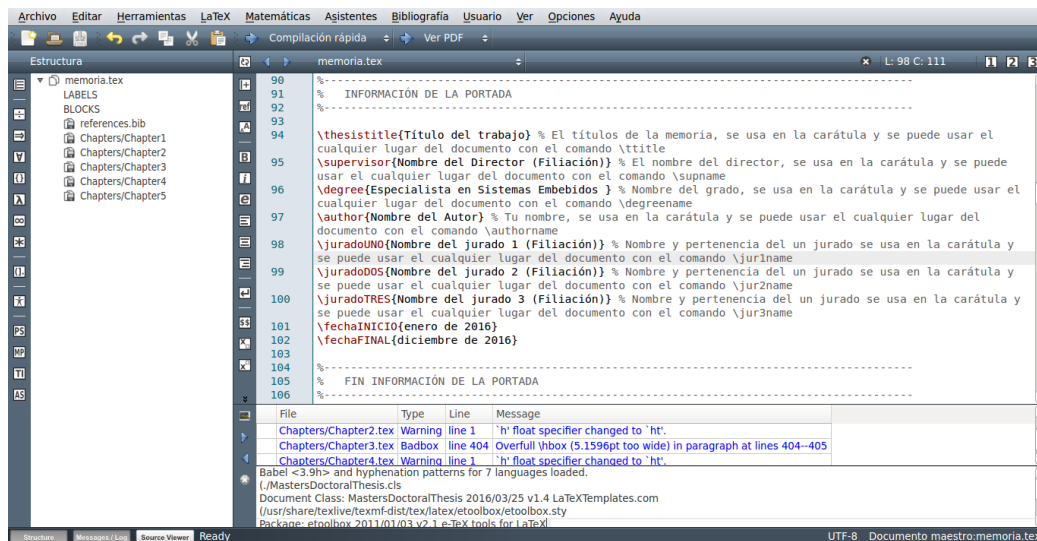 Archivo Editar Herramientas LaTeX Matemáticas Asistentes Bibliografía Usuario Ver Opciones Ayuda
Compilación rápida Ver PDF
Estructura memoria.tex L: 98 C: 111 1 2 3
memoria.tex
LABELS
BLOCKS
references.bib
Chapters/Chapter1
Chapters/Chapter2
Chapters/Chapter3
Chapters/Chapter4
Chapters/Chapter5
90 %---------------------------------------------------------------------------------------
91 % INFORMACIÓN DE LA PORTADA
92 %---------------------------------------------------------------------------------------
93
94 \thesistitle{Título del trabajo} % El títulos de la memoria, se usa en la carátula y se puede usar el
cualquier lugar del documento con el comando \ttitle
95 \supervisor{Nombre del Director (Filiación)} % El nombre del director, se usa en la carátula y se puede
usar el cualquier lugar del documento con el comando \supname
96 \degree{Especialista en Sistemas Embebidos } % Nombre del grado, se usa en la carátula y se puede usar el
cualquier lugar del documento con el comando \degreename
97 \author{Nombre del Autor} % Tu nombre, se usa en la carátula y se puede usar el cualquier lugar del
documento con el comando \authorname
98 \juradoUNO{Nombre del jurado 1 (Filiación)} % Nombre y pertenencia del un jurado se usa en la carátula y
se puede usar el cualquier lugar del documento con el comando \jur1name
99 \juradoDOS{Nombre del jurado 2 (Filiación)} % Nombre y pertenencia del un jurado se usa en la carátula y
se puede usar el cualquier lugar del documento con el comando \jur2name
100 \juradoTRES{Nombre del jurado 3 (Filiación)} % Nombre y pertenencia del un jurado se usa en la carátula y
se puede usar el cualquier lugar del documento con el comando \jur3name
101 \fechaINICIO{enero de 2016}
102 \fechaFINAL{diciembre de 2016}
103
104 %---------------------------------------------------------------------------------------
105 % FIN INFORMACIÓN DE LA PORTADA
106 %---------------------------------------------------------------------------------------
File Type Line Message
Chapters/Chapter2.tex Warning line 1 `h' float specifier changed to `ht'.
Chapters/Chapter3.tex Badbox line 404 Overfull \hbox (5.1596pt too wide) in paragraph at lines 404--405
Chapters/Chapter4.tex Warning line 1 `h' float specifier changed to `ht'.
Babel <3.9h> and hyphenation patterns for 7 languages loaded.
(./MastersDoctoralThesis.cls
Document Class: MastersDoctoralThesis 2016/03/25 v1.4 LaTeXTemplates.com
(/usr/share/texlive/texmf-dist/tex/latex/etoolbox/etoolbox.sty
Package: etoolbox 2011/01/03 v2.1 e-TeX tools for LaTeX
Structure Messages / Log Source Viewer Ready UTF-8 Documento maestro:memoria.te